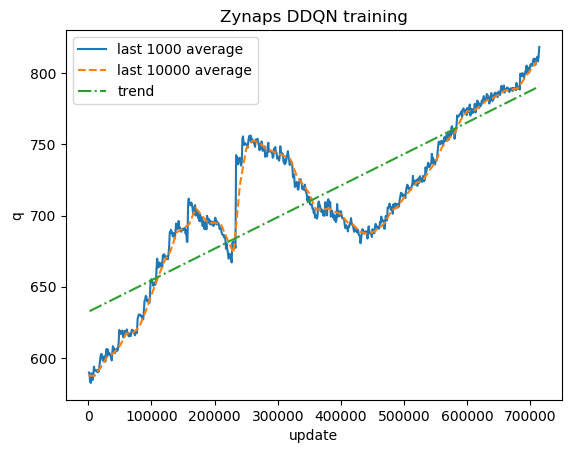 Zynaps DDQN training
last 1000 average
last 10000 average
trend
800
750
700
650
600
q
0 100000 200000 300000 400000 500000 600000 700000
update